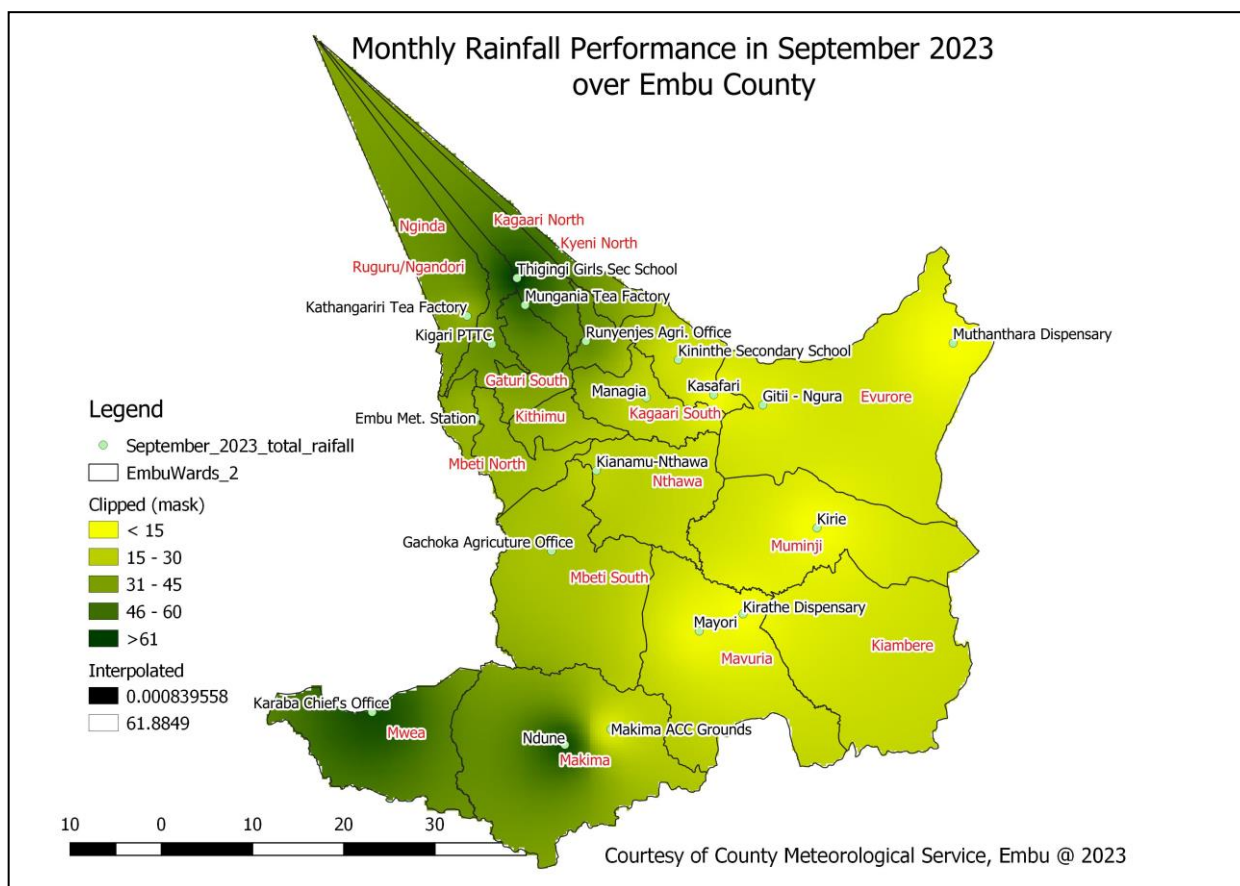 Monthly Rainfall Performance in September 2023
over Embu County
Nginda
Kagaari North
Kyeni North
Ruguru/Ngandori
Thigingi Girls Sec School
Mungania Tea Factory
Kathangariri Tea Factory
Kigari PTTC
Runyenjes Agri. Office
Muthanthara Dispensary
Kininthe Secondary School
Gaturi South
Managia
Kasafari
Gitii - Ngura
Evurore
Embu Met. Station
Kithimu
Kagaari South
Mbeti North
Kianamu-Nthawa
Nthawa
Kirie
Gachoka Agricuture Office
Muminji
Mbeti South
Kirathe Dispensary
Mayori
Mavuria
Kiambere
Karaba Chief's Office
Mwea
Ndune
Makima ACC Grounds
Makima
Legend
September_2023_total_raifall
EmbuWards_2
Clipped (mask)
< 15
15 - 30
31 - 45
46 - 60
>61
Interpolated
0.000839558
61.8849
10 0 10 20 30
Courtesy of County Meteorological Service, Embu @ 2023